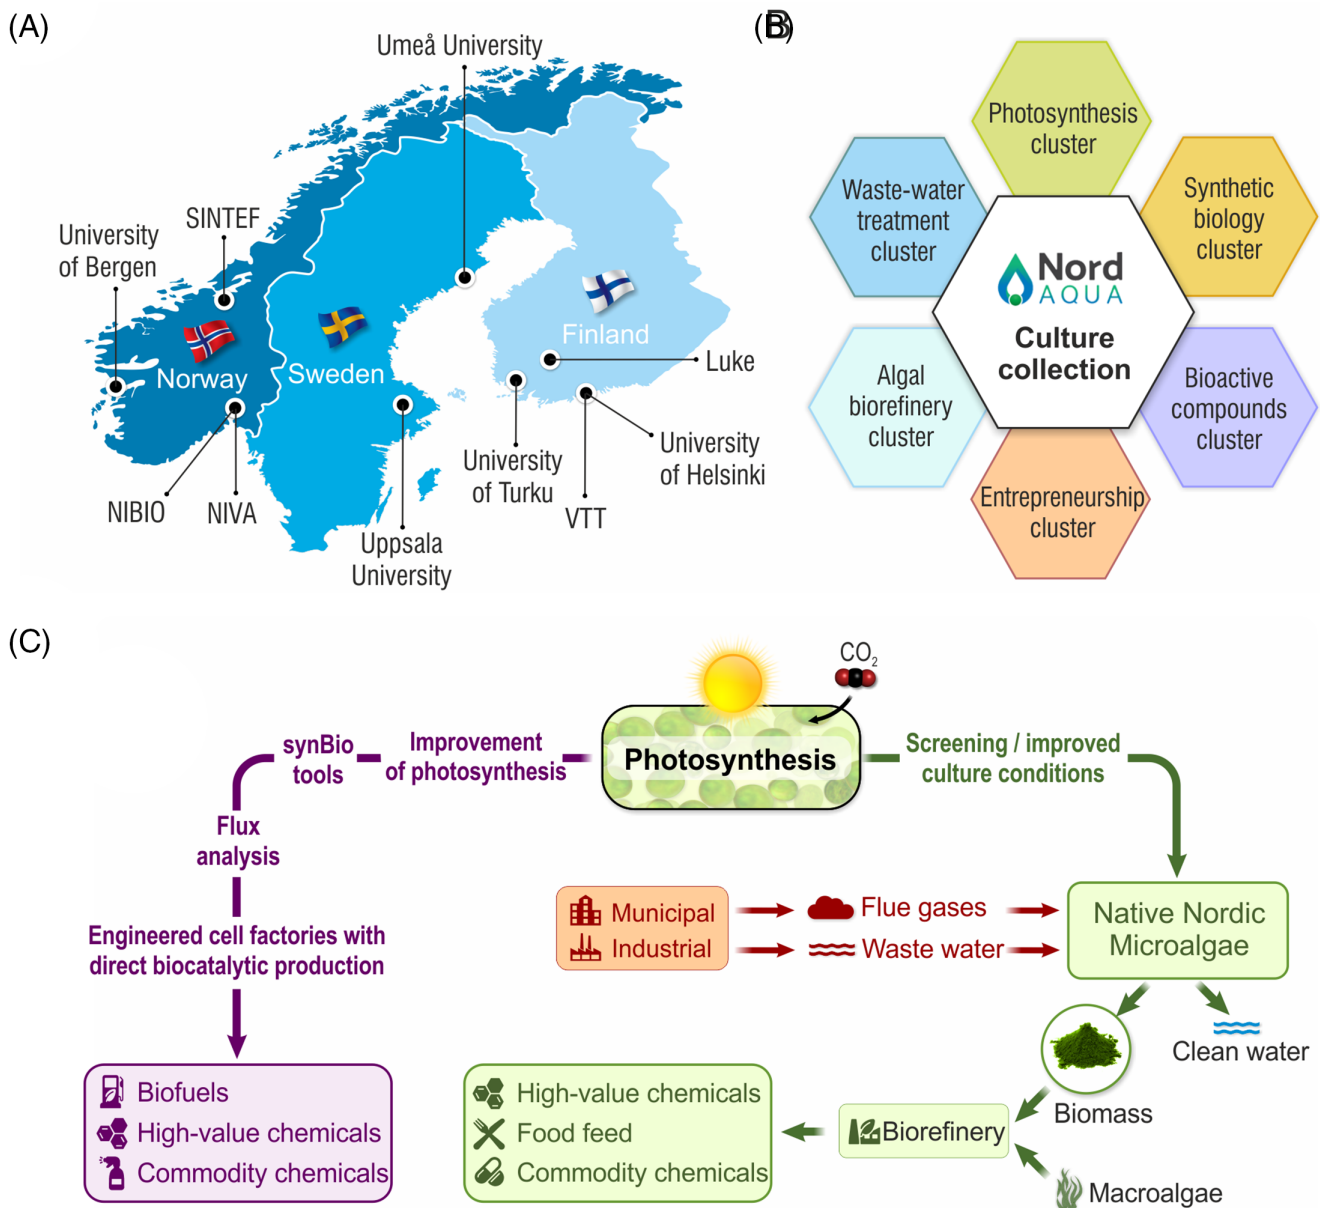 (A)
Umeå University
SINTEF
University
of Bergen
Norway
Sweden
Finland
Luke
University
of Helsinki
University
of Turku
VTT
NIBIO
NIVA
Uppsala
University
(B)
Photosynthesis
cluster
Waste-water
treatment
cluster
Synthetic
biology
cluster
Nord
AQUA
Culture
collection
Algal
biorefinery
cluster
Bioactive
compounds
cluster
Entrepreneurship
cluster
(C)
CO₂
Photosynthesis
synBio
tools
Improvement
of photosynthesis
Screening / improved
culture conditions
Flux
analysis
Engineered cell factories with
direct biocatalytic production
Municipal
Industrial
Flue gases
Waste water
Native Nordic
Microalgae
Clean water
Biomass
Biofuels
High-value chemicals
Commodity chemicals
High-value chemicals
Food feed
Commodity chemicals
Biorefinery
Macroalgae